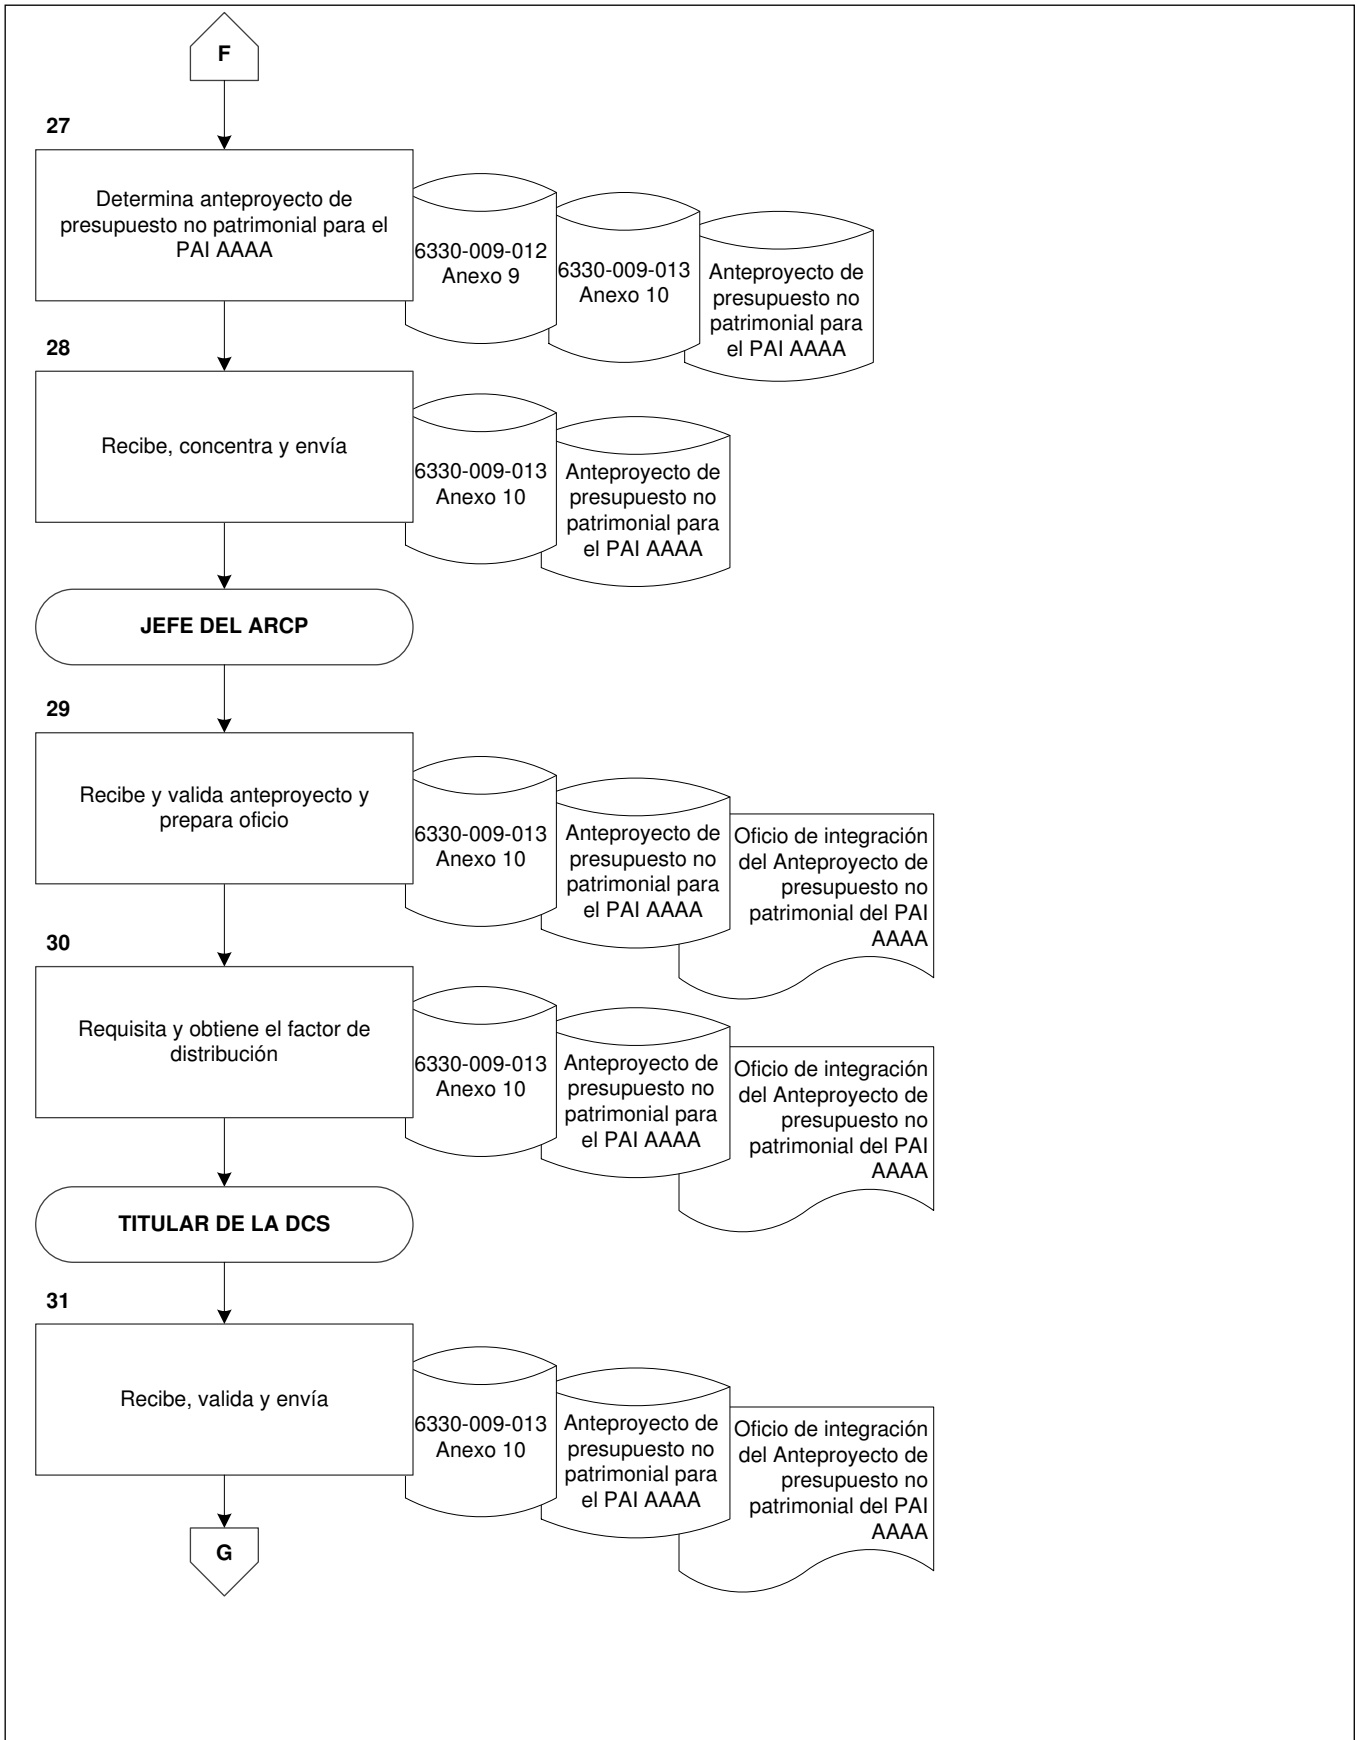 F
27
Determina anteproyecto de
presupuesto no patrimonial para el
PAI AAAA
6330-009-012
Anexo 9
6330-009-013
Anexo 10
Anteproyecto de
presupuesto no
patrimonial para
el PAI AAAA
28
Recibe, concentra y envía
6330-009-013
Anexo 10
Anteproyecto de
presupuesto no
patrimonial para
el PAI AAAA
JEFE DEL ARCP
29
Recibe y valida anteproyecto y
prepara oficio
6330-009-013
Anexo 10
Anteproyecto de
presupuesto no
patrimonial para
el PAI AAAA
Oficio de integración
del Anteproyecto de
presupuesto no
patrimonial del PAI
AAAA
30
Requisita y obtiene el factor de
distribución
6330-009-013
Anexo 10
Anteproyecto de
presupuesto no
patrimonial para
el PAI AAAA
Oficio de integración
del Anteproyecto de
presupuesto no
patrimonial del PAI
AAAA
TITULAR DE LA DCS
31
Recibe, valida y envía
6330-009-013
Anexo 10
Anteproyecto de
presupuesto no
patrimonial para
el PAI AAAA
Oficio de integración
del Anteproyecto de
presupuesto no
patrimonial del PAI
AAAA
G